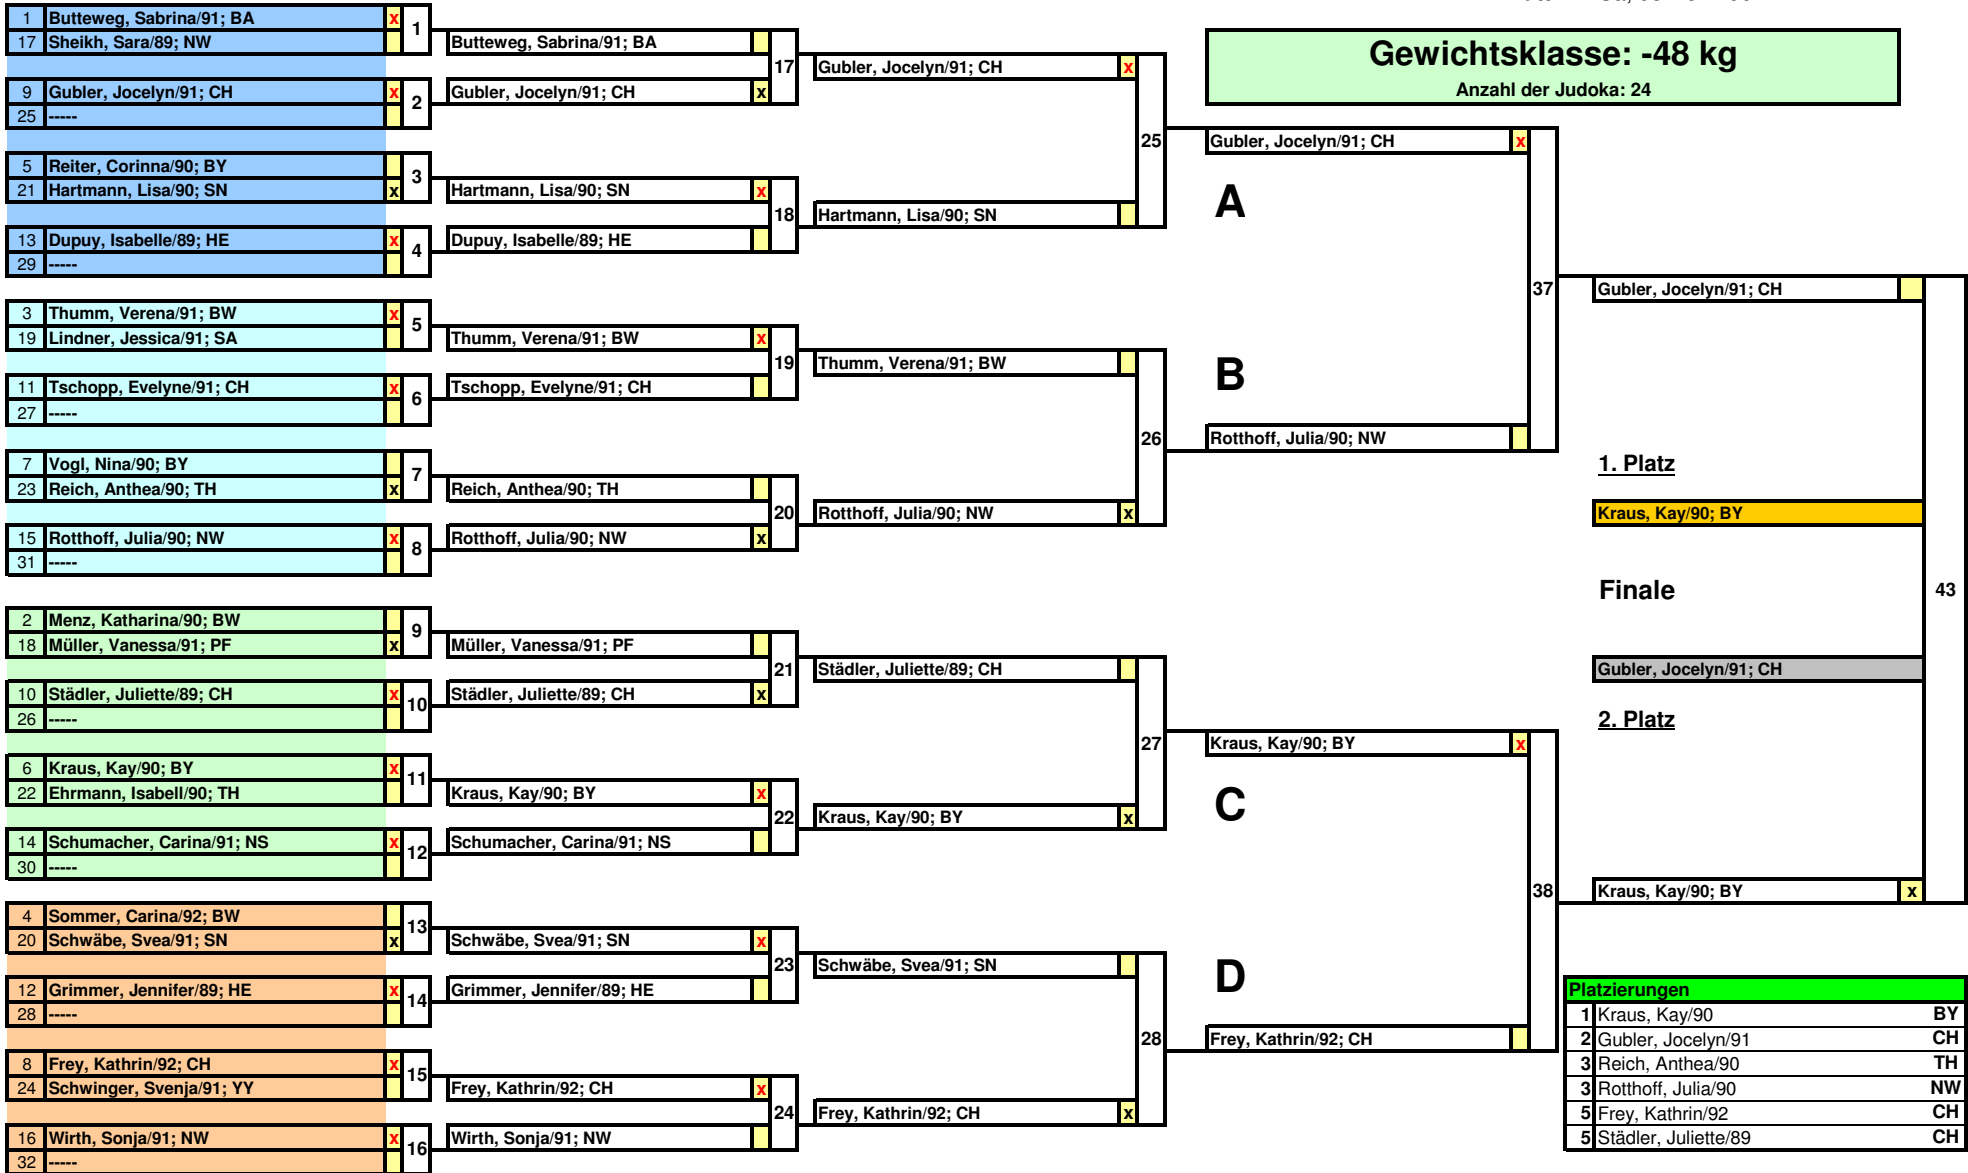 Gewichtsklasse: -48 kg
Anzahl der Judoka: 24
1 Butteweg, Sabrina/91; BA x
17 Sheikh, Sara/89; NW
1
9 Gubler, Jocelyn/91; CH x
25 -----
2
5 Reiter, Corinna/90; BY
21 Hartmann, Lisa/90; SN x
3
13 Dupuy, Isabelle/89; HE x
29 -----
4
3 Thumm, Verena/91; BW x
19 Lindner, Jessica/91; SA
5
11 Tschopp, Evelyne/91; CH x
27 -----
6
7 Vogl, Nina/90; BY
23 Reich, Anthea/90; TH x
7
15 Rotthoff, Julia/90; NW x
31 -----
8
2 Menz, Katharina/90; BW
18 Müller, Vanessa/91; PF x
9
10 Städler, Juliette/89; CH x
26 -----
10
6 Kraus, Kay/90; BY x
22 Ehrmann, Isabell/90; TH
11
14 Schumacher, Carina/91; NS x
30 -----
12
4 Sommer, Carina/92; BW
20 Schwäbe, Svea/91; SN x
13
12 Grimmer, Jennifer/89; HE x
28 -----
14
8 Frey, Kathrin/92; CH x
24 Schwinger, Svenja/91; YY
15
16 Wirth, Sonja/91; NW x
32 -----
16
Butteweg, Sabrina/91; BA
Gubler, Jocelyn/91; CH x
17
Hartmann, Lisa/90; SN x
Dupuy, Isabelle/89; HE
18
Thumm, Verena/91; BW x
Tschopp, Evelyne/91; CH
19
Reich, Anthea/90; TH
Rotthoff, Julia/90; NW x
20
Müller, Vanessa/91; PF
Städler, Juliette/89; CH x
21
Kraus, Kay/90; BY x
Schumacher, Carina/91; NS
22
Schwäbe, Svea/91; SN x
Grimmer, Jennifer/89; HE
23
Frey, Kathrin/92; CH x
Wirth, Sonja/91; NW
24
Gubler, Jocelyn/91; CH x
Hartmann, Lisa/90; SN
25
Thumm, Verena/91; BW
Rotthoff, Julia/90; NW x
26
Städler, Juliette/89; CH
Kraus, Kay/90; BY x
27
Schwäbe, Svea/91; SN
Frey, Kathrin/92; CH x
28
Gubler, Jocelyn/91; CH x
A
B
Rotthoff, Julia/90; NW
37
Kraus, Kay/90; BY x
C
D
Frey, Kathrin/92; CH
38
Gubler, Jocelyn/91; CH
1. Platz
Kraus, Kay/90; BY
Finale
43
Gubler, Jocelyn/91; CH
2. Platz
Kraus, Kay/90; BY x
Platzierungen
1 Kraus, Kay/90 BY
2 Gubler, Jocelyn/91 CH
3 Reich, Anthea/90 TH
3 Rotthoff, Julia/90 NW
5 Frey, Kathrin/92 CH
5 Städler, Juliette/89 CH